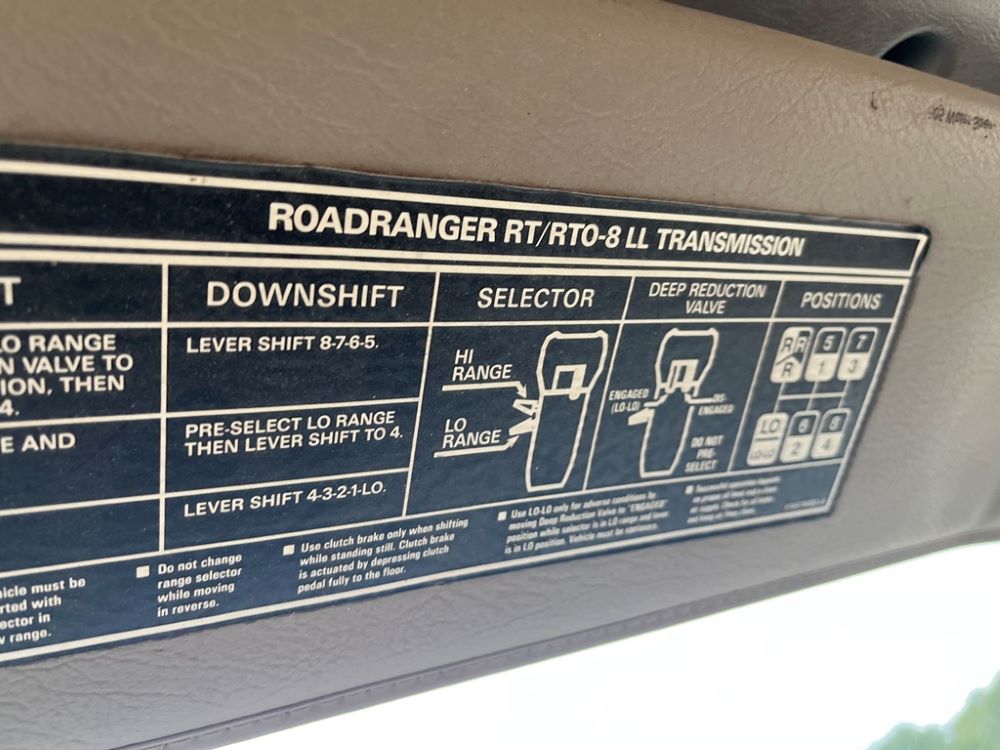 ROADRANGER RT/RTO-8 LL TRANSMISSION
T
DOWNSHIFT
SELECTOR
DEEP REDUCTION
VALVE
POSITIONS
LO RANGE
N VALVE TO
ION, THEN
4.
E AND
LEVER SHIFT 8-7-6-5.
PRE-SELECT LO RANGE
THEN LEVER SHIFT TO 4.
LEVER SHIFT 4-3-2-1-LO.
HI
RANGE
LO
RANGE
ENGAGED
(LO-LO)
DIS-
ENGAGED
DO NOT
PRE-
SELECT
R R 5 7
R 1 3
LO 6 8
LO-LO 2 4
hicle must be
rted with
ector in
w range.
Do not change
range selector
while moving
in reverse.
Use clutch brake only when shifting
while standing still. Clutch brake
is actuated by depressing clutch
pedal fully to the floor.
Use LO-LO only for adverse conditions by
moving Deep Reduction Valve to "ENGAGED"
position while selector is in LO range and lever
is in LO position. Vehicle must be
Successful operation depends